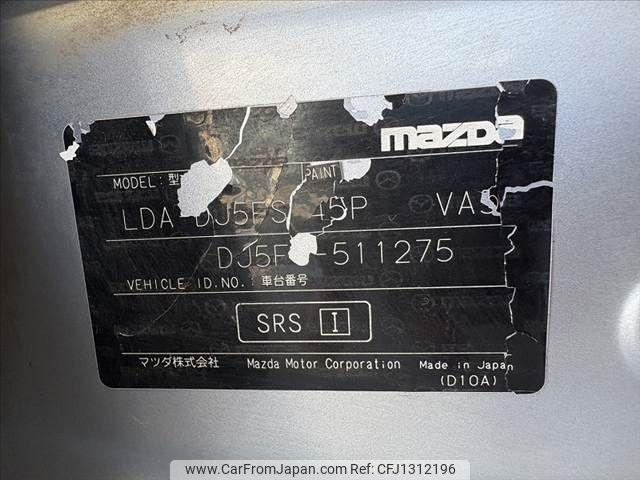 mazda
MODEL: 型 PAINT
LDA-DJ5FS 45P VAS
DJ5F -511275
VEHICLE ID.NO.: 車台番号
SRS I
マツダ株式会社 Mazda Motor Corporation Made in Japan
(D10A)
www.CarFromJapan.com | CFJ1312196